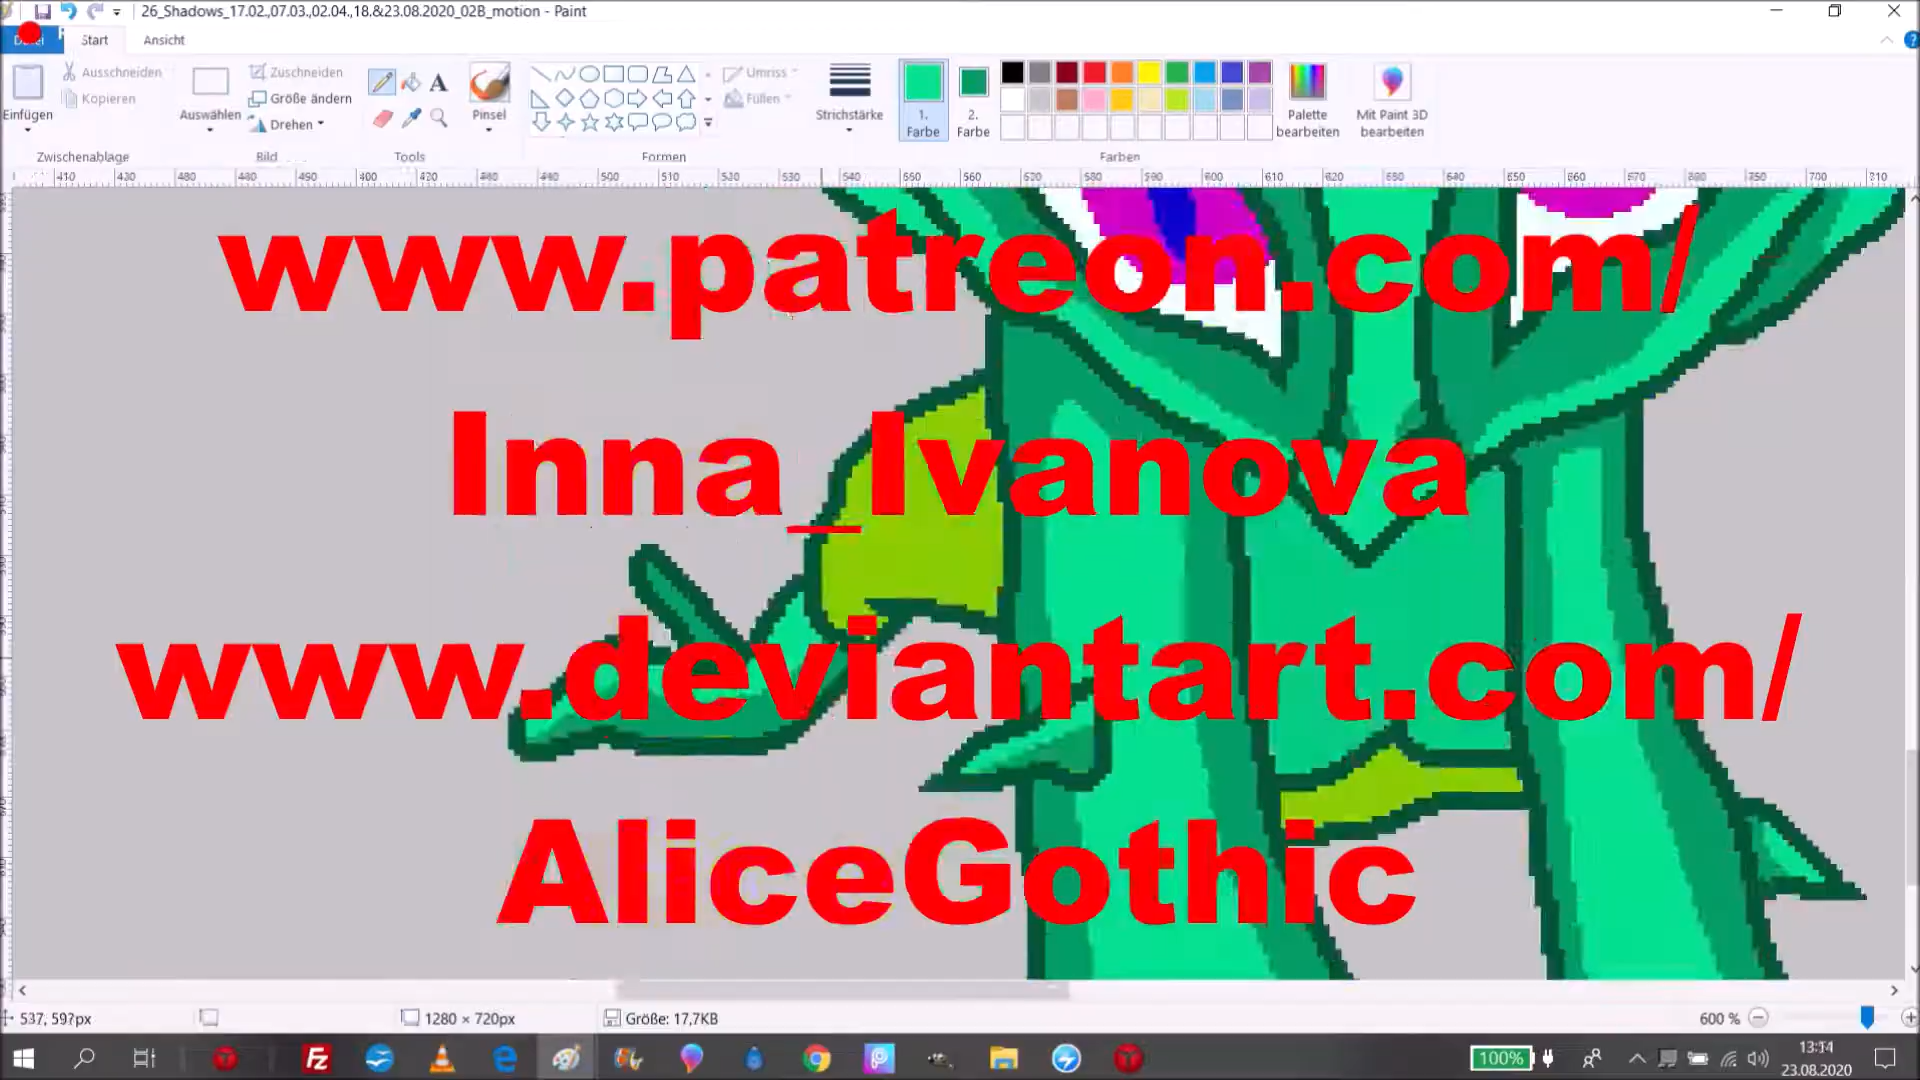 26_Shadows_17.02.,07.03.,02.04.,18.&23.08.2020_02B_motion - Paint
Start Ansicht
Ausschneiden
Kopieren
Einfügen
Zwischenablage
Auswählen
Zuschneiden
Größe ändern
Drehen
Bild
Tools
Pinsel
Formen
Umriss
Füllen
Strichstärke
1. Farbe
2. Farbe
Farben
Palette bearbeiten
Mit Paint 3D bearbeiten
www.patreon.com/
Inna_Ivanova
www.deviantart.com/
AliceGothic
1280 × 720px
Größe: 17,7KB
600 %
100%
13:14
23.08.2020